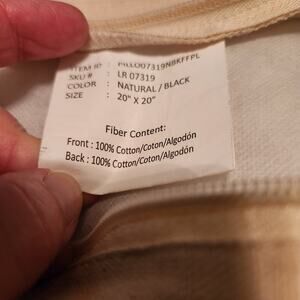 ITEM ID : PILLO07319NBKFFPL
SKU # : LR 07319
COLOR : NATURAL / BLACK
SIZE : 20" X 20"
Fiber Content:
Front : 100% Cotton/Coton/Algodón
Back : 100% Cotton/Coton/Algodón